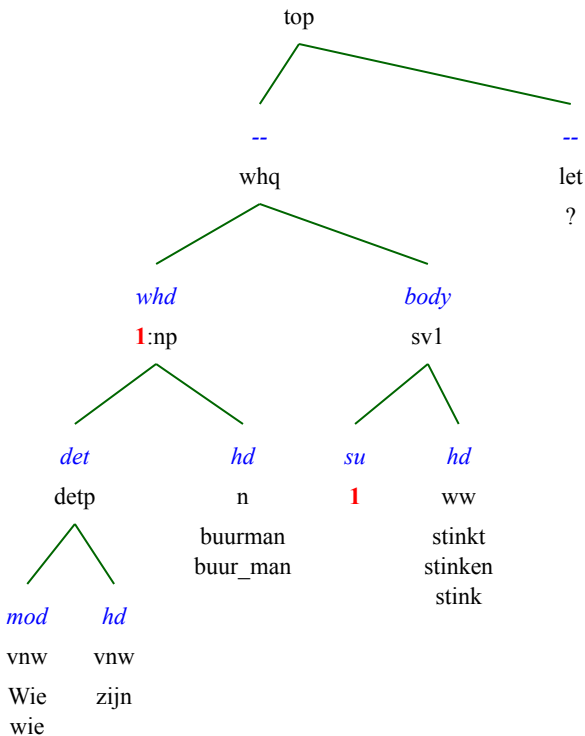 top
-- --
whq let
?
whd body
1:np sv1
det hd su hd
detp n 1 ww
buurman stinkt
buur_man stinken
stink
mod hd
vnw vnw
Wie zijn
wie